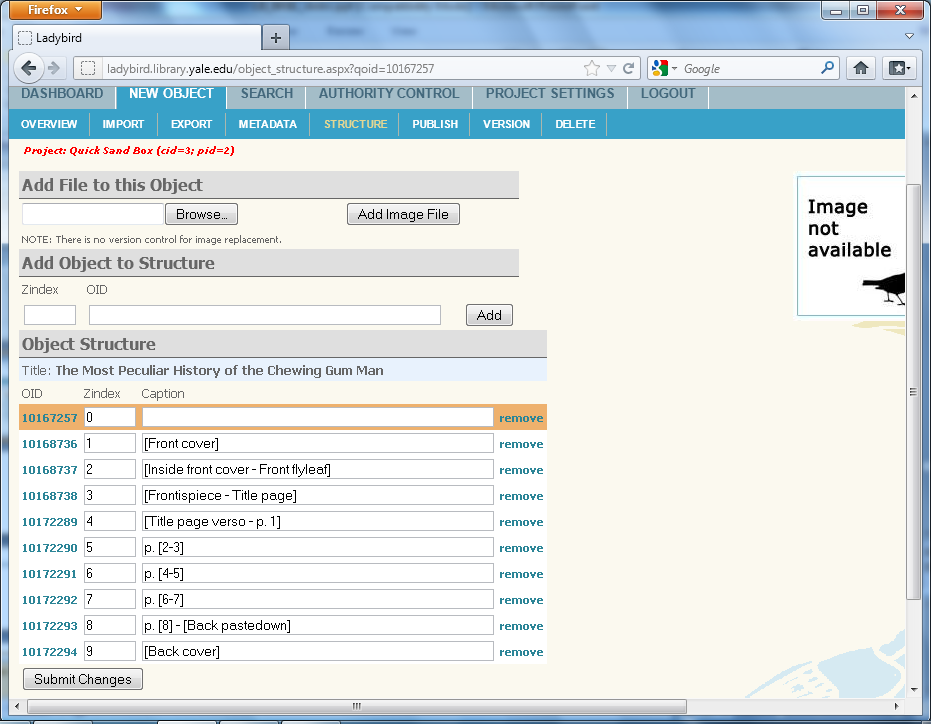 Firefox
Ladybird
ladybird.library.yale.edu/object_structure.aspx?qoid=10167257
Google
DASHBOARD NEW OBJECT SEARCH AUTHORITY CONTROL PROJECT SETTINGS LOGOUT
OVERVIEW IMPORT EXPORT METADATA STRUCTURE PUBLISH VERSION DELETE
Project: Quick Sand Box (cid=3; pid=2)
Add File to this Object
Browse... Add Image File
NOTE: There is no version control for image replacement.
Image
not
available
Add Object to Structure
Zindex OID
Add
Object Structure
Title: The Most Peculiar History of the Chewing Gum Man
OID Zindex Caption
10167257 0 remove
10168736 1 [Front cover] remove
10168737 2 [Inside front cover - Front flyleaf] remove
10168738 3 [Frontispiece - Title page] remove
10172289 4 [Title page verso - p. 1] remove
10172290 5 p. [2-3] remove
10172291 6 p. [4-5] remove
10172292 7 p. [6-7] remove
10172293 8 p. [8] - [Back pastedown] remove
10172294 9 [Back cover] remove
Submit Changes